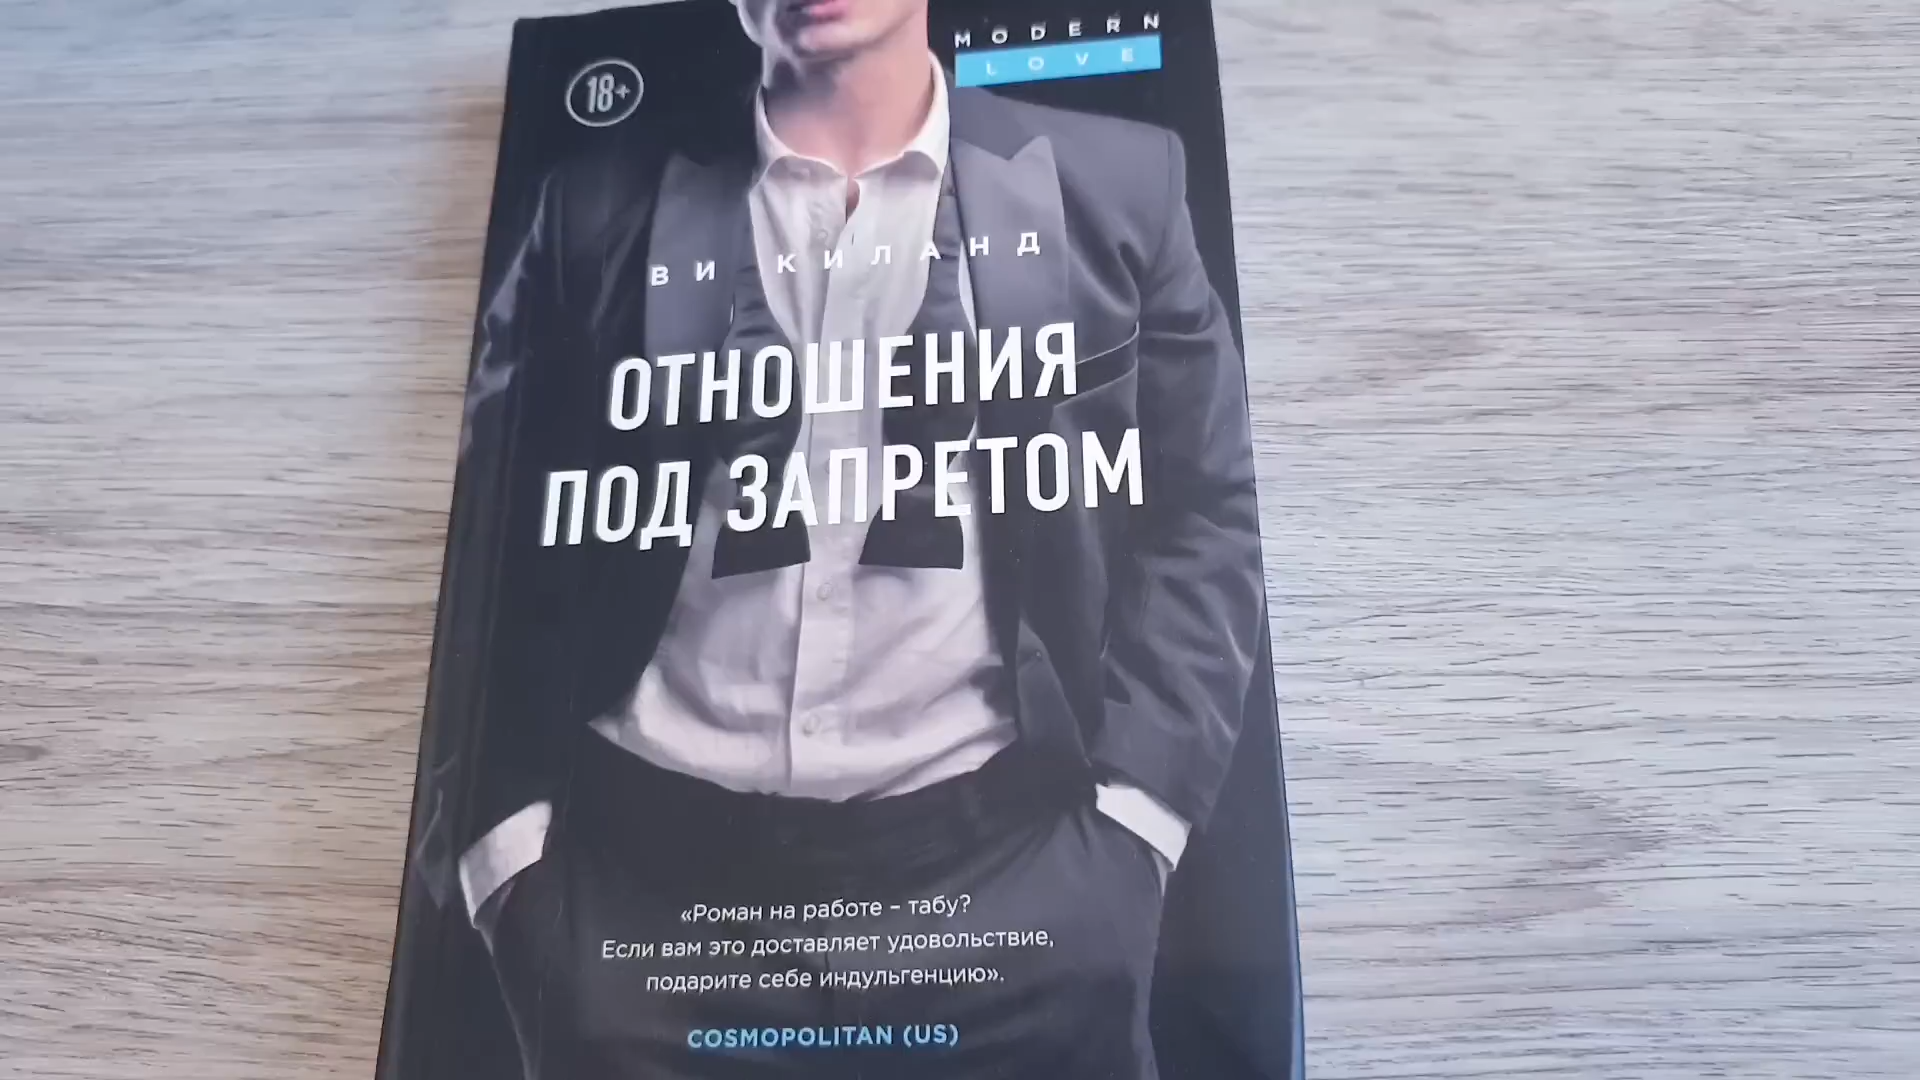 MODERN
LOVE
18+
ВИ КИЛАНД
ОТНОШЕНИЯ
ПОД ЗАПРЕТОМ
«Роман на работе – табу?
Если вам это доставляет удовольствие,
подарите себе индульгенцию».
COSMOPOLITAN (US)